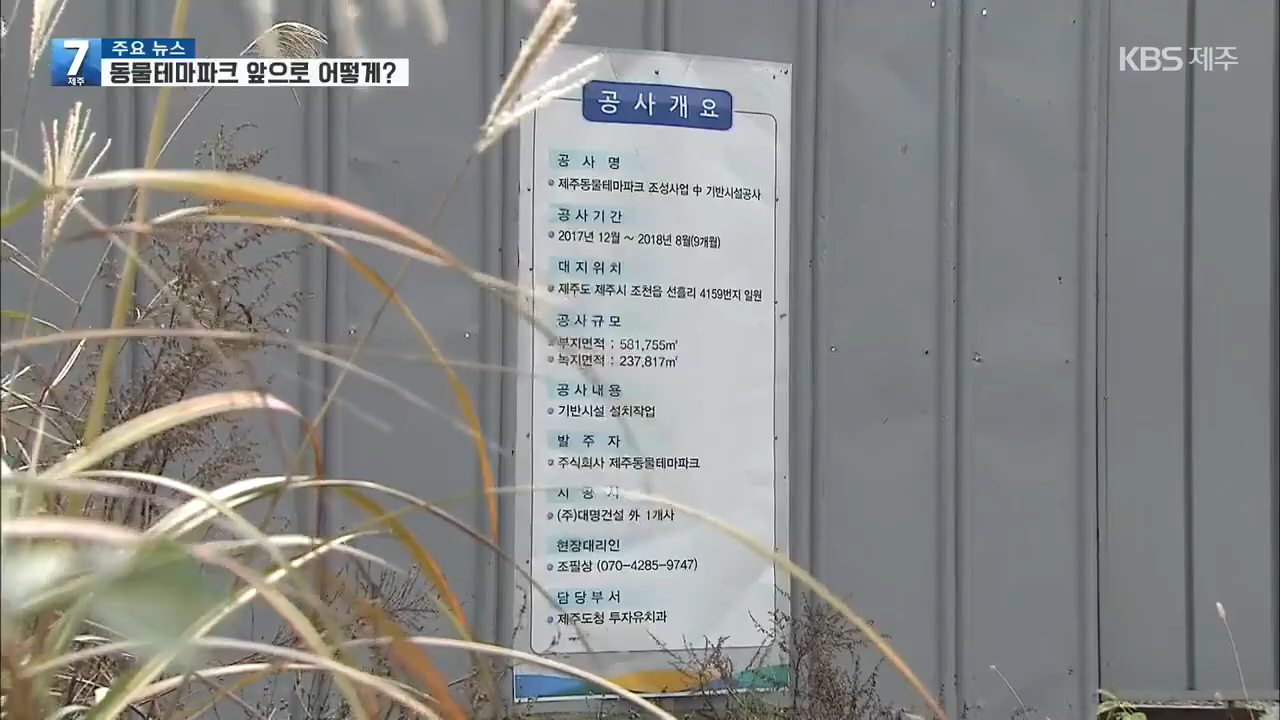 7 제주
주요 뉴스
동물테마파크 앞으로 어떻게?
KBS 제주
공사개요
공 사 명
제주동물테마파크 조성사업 中 기반시설공사
공사기간
2017년 12월 ~ 2018년 8월(9개월)
대지위치
제주도 제주시 조천읍 선흘리 4159번지 일원
공사규모
부지면적 : 581,755㎡
녹지면적 : 237,817㎡
공사내용
기반시설 설치작업
발 주 자
주식회사 제주동물테마파크
시 공 자
(주)대명건설 外 1개사
현장대리인
조필상 (070-4285-9747)
담당부서
제주도청 투자유치과